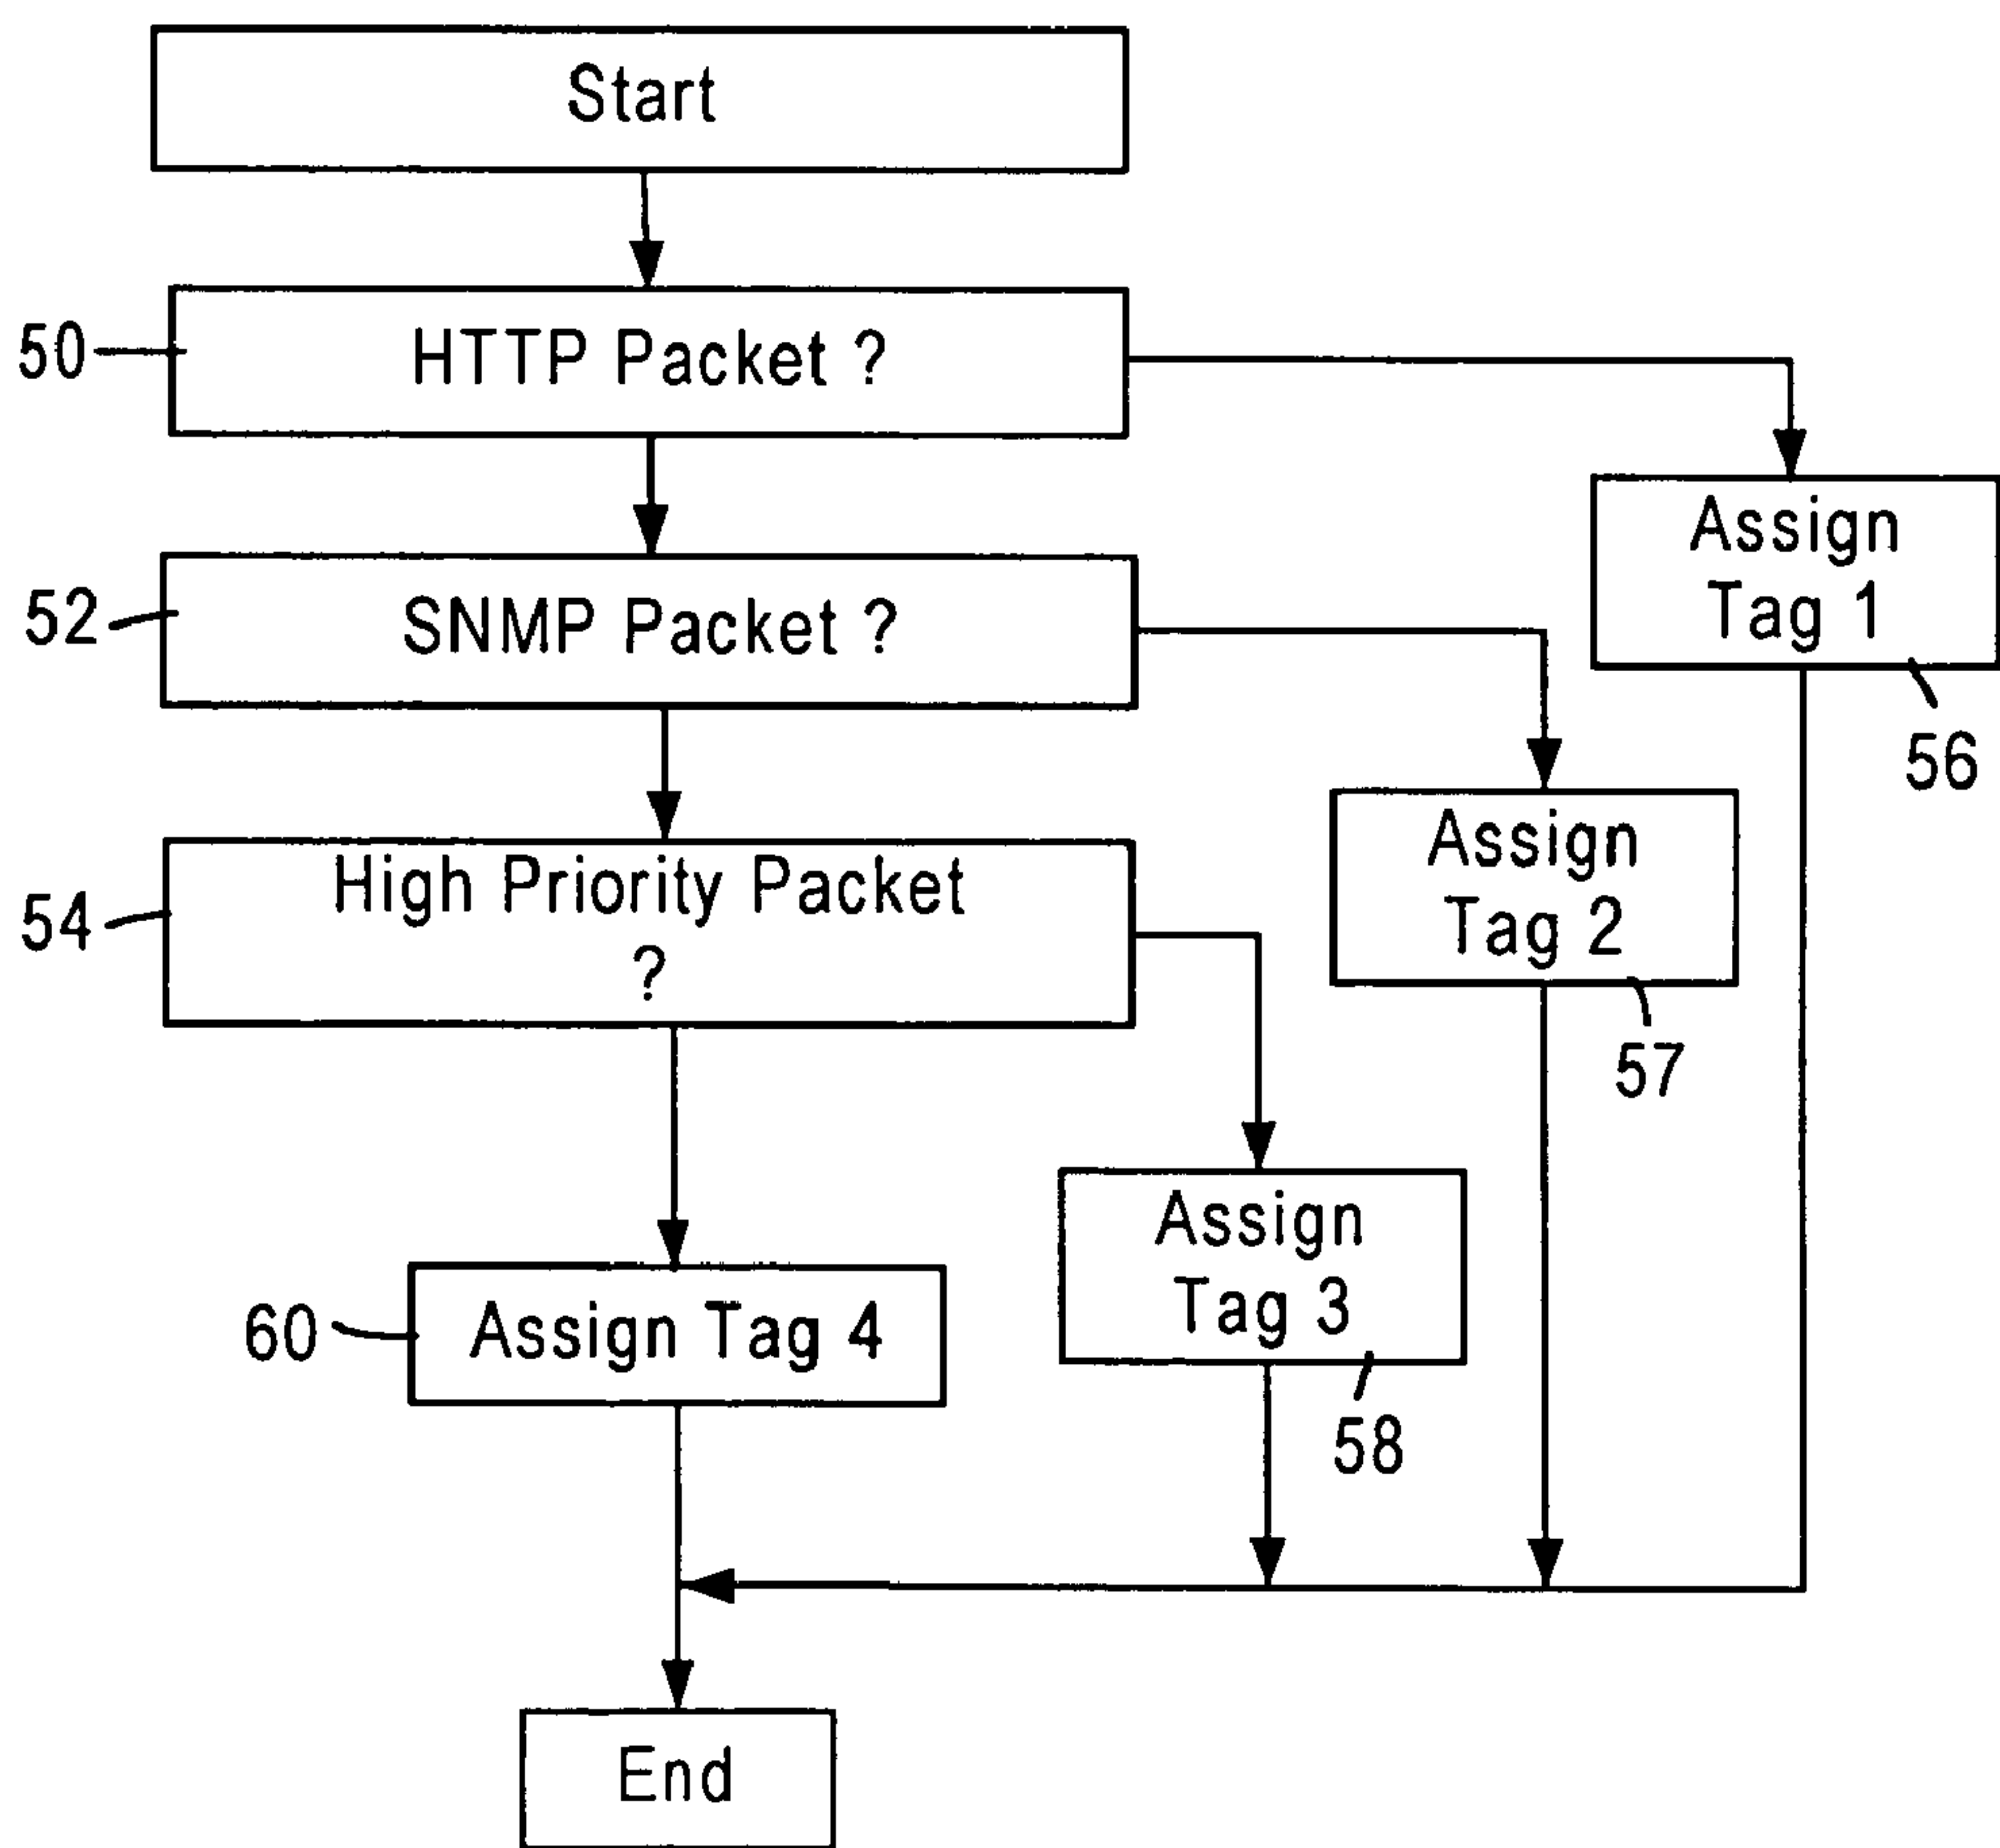 Start
50
HTTP Packet ?
Assign
Tag 1
52
SNMP Packet ?
56
Assign
Tag 2
54
High Priority Packet
?
57
Assign
Tag 3
60
Assign Tag 4
58
End